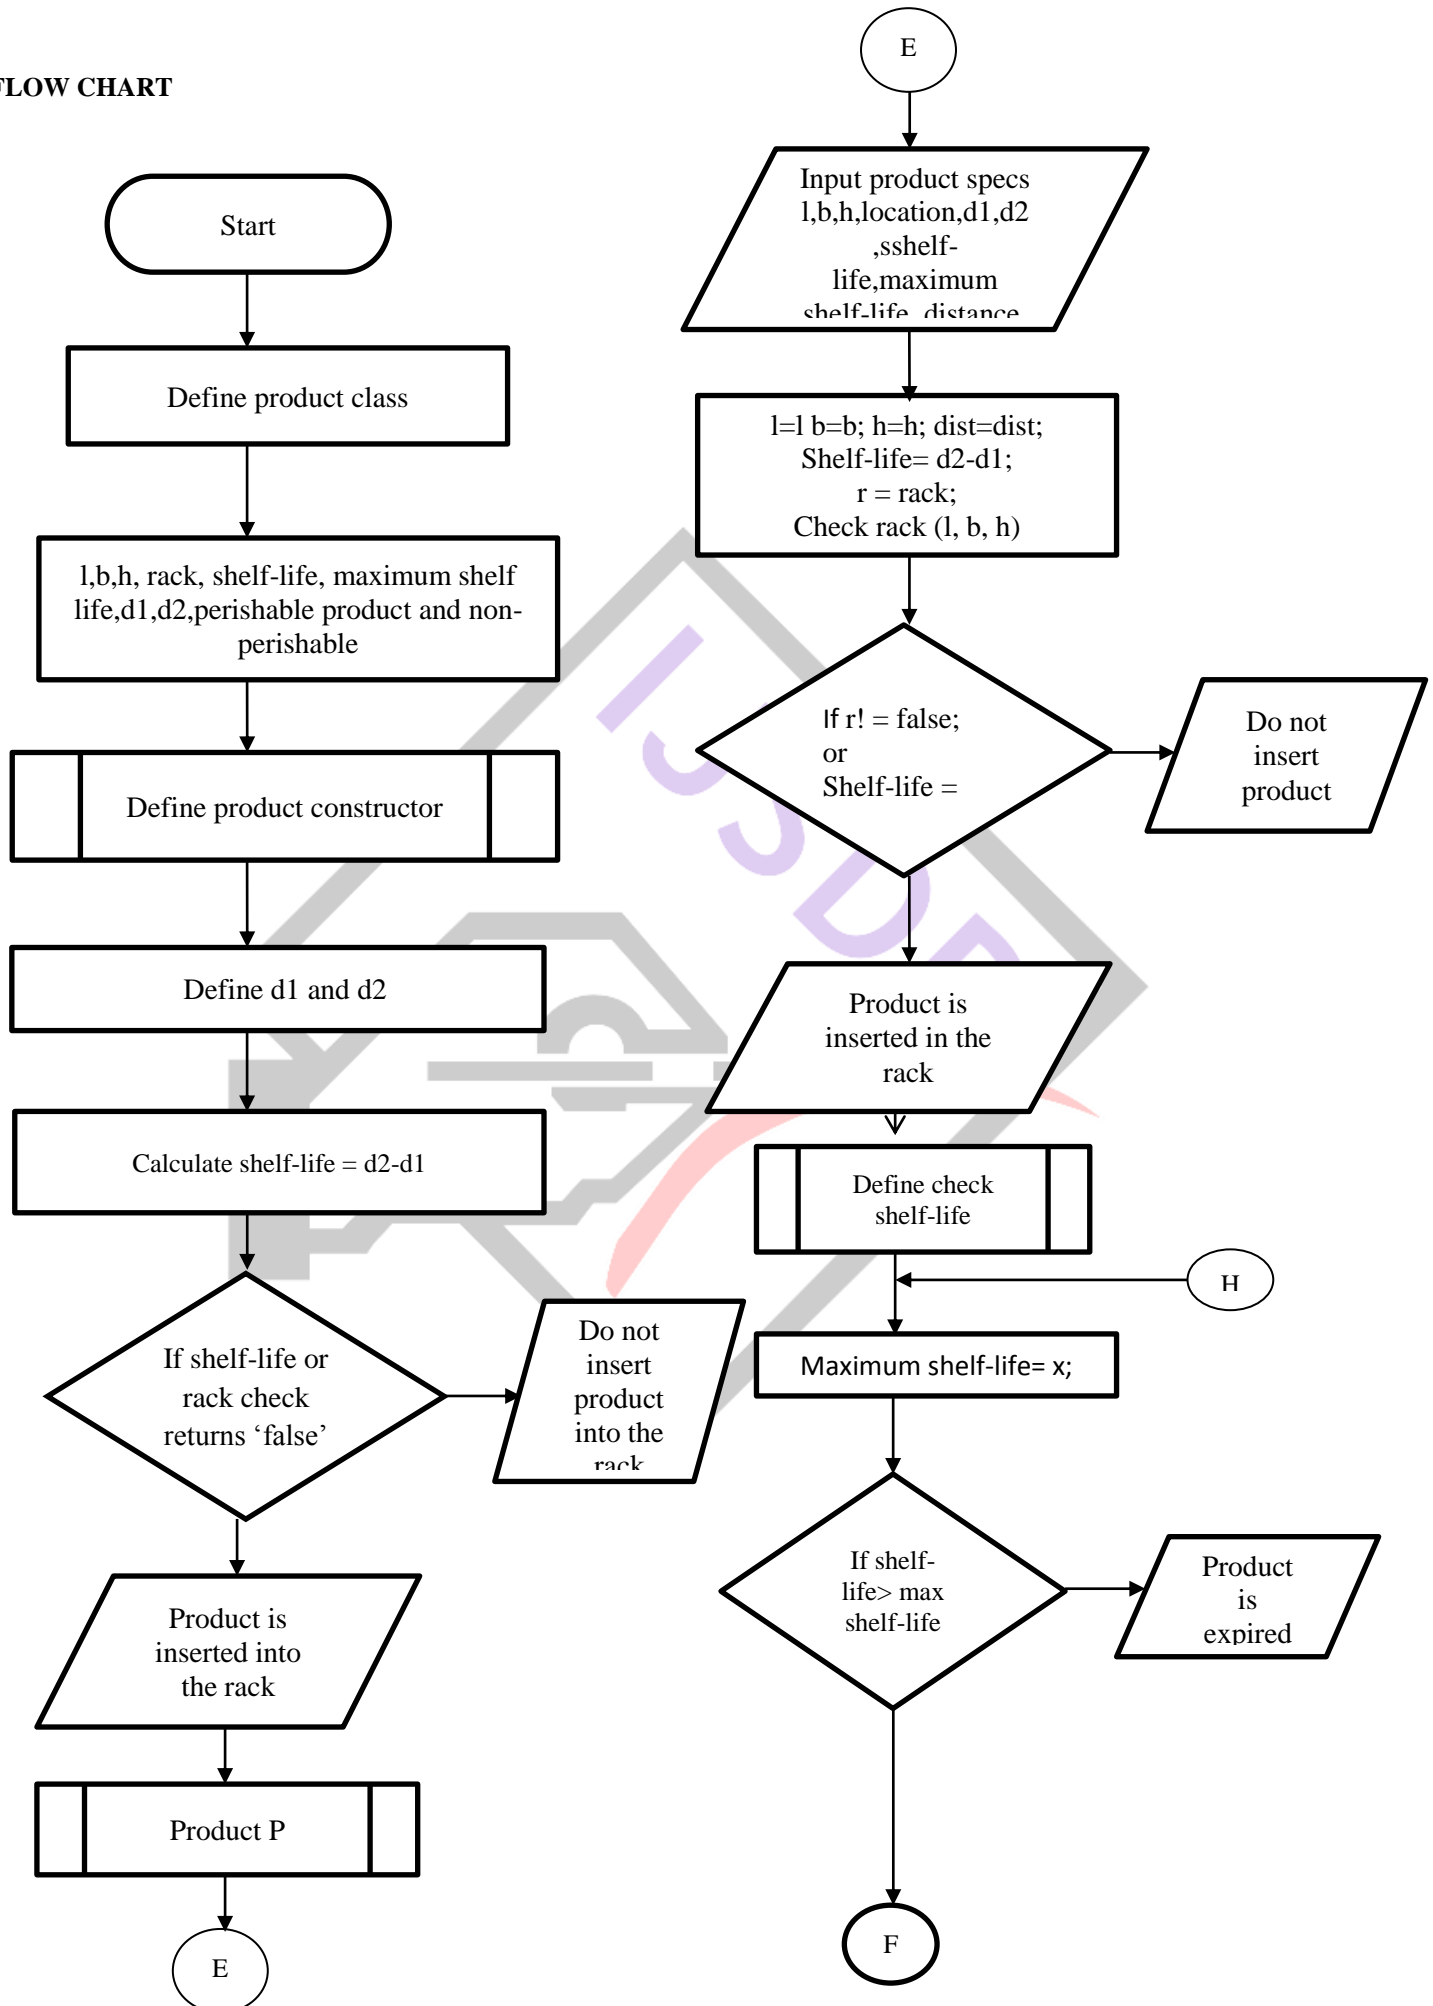 FLOW CHART
Start
Define product class
l,b,h, rack, shelf-life, maximum shelf
life,d1,d2,perishable product and non-
perishable
Define product constructor
Define d1 and d2
Calculate shelf-life = d2-d1
If shelf-life or
rack check
returns ‘false’
Do not
insert
product
into the
rack
Product is
inserted into
the rack
Product P
E
E
Input product specs
l,b,h,location,d1,d2
,sshelf-
life,maximum
shelf-life, distance
l=l b=b; h=h; dist=dist;
Shelf-life= d2-d1;
r = rack;
Check rack (l, b, h)
If r! = false;
or
Shelf-life =
Do not
insert
product
Product is
inserted in the
rack
Define check
shelf-life
H
Maximum shelf-life= x;
If shelf-
life> max
shelf-life
Product
is
expired
F
IJSDR